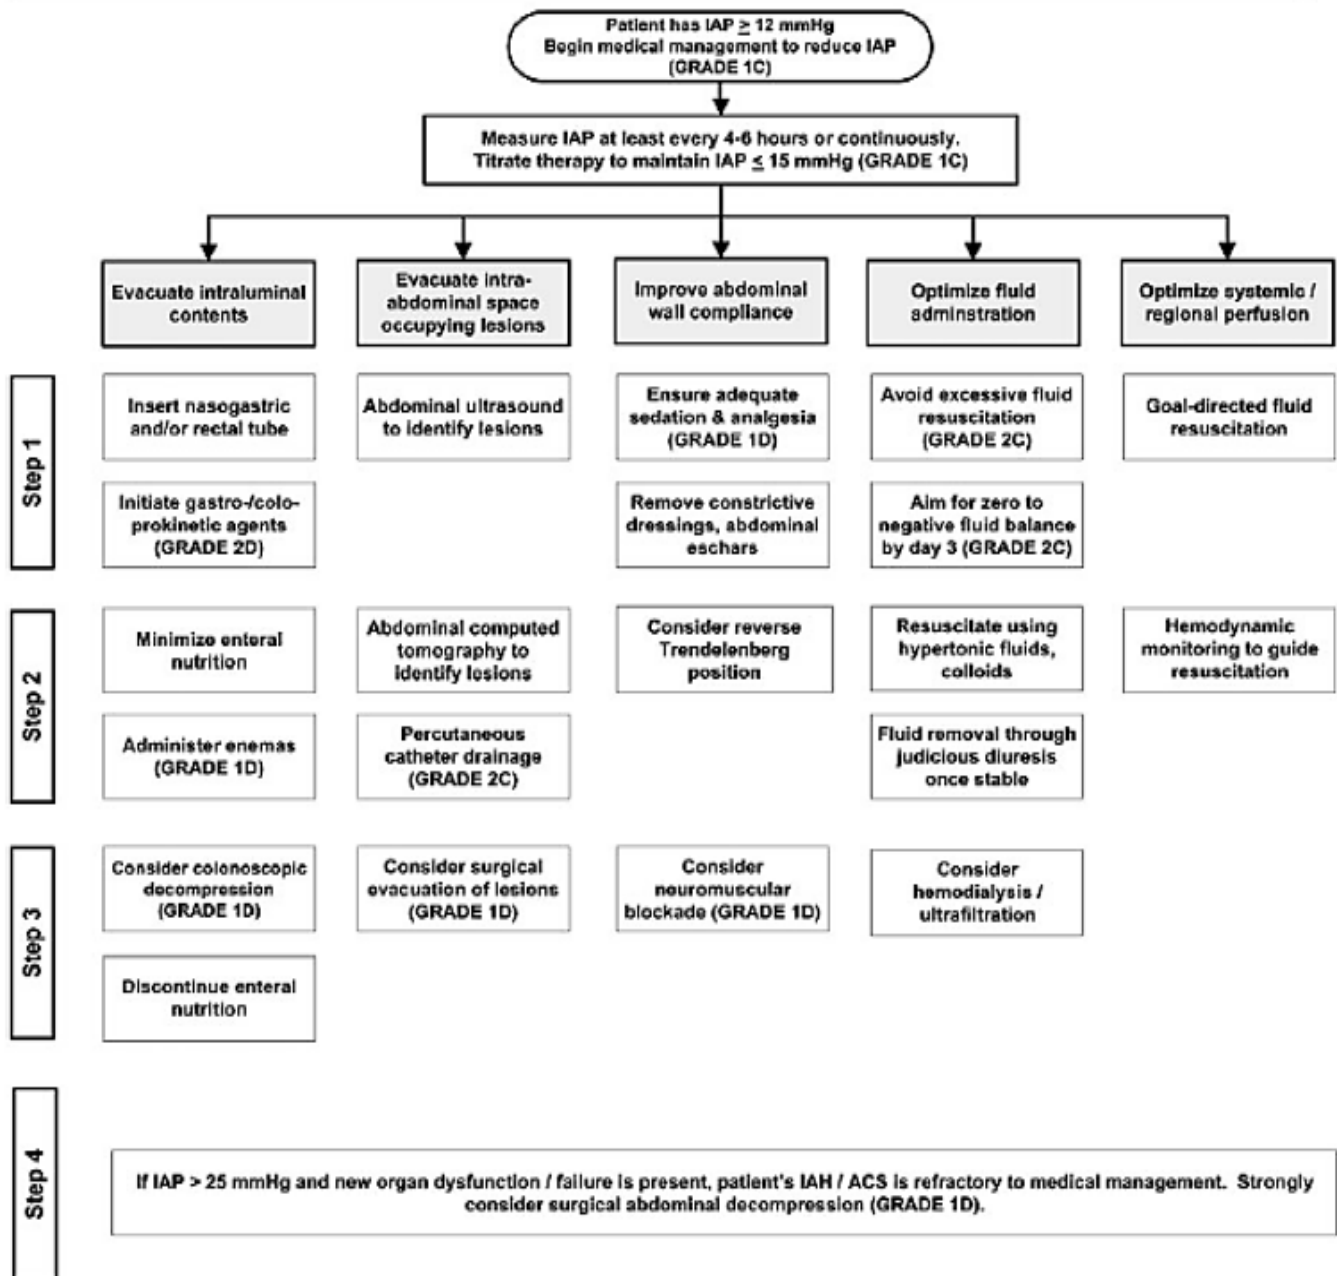 Patient has IAP ≥ 12 mmHg
Begin medical management to reduce IAP
(GRADE 1C)
Measure IAP at least every 4-6 hours or continuously.
Titrate therapy to maintain IAP ≤ 15 mmHg (GRADE 1C)
Evacuate intraluminal
contents
Evacuate intra-
abdominal space
occupying lesions
Improve abdominal
wall compliance
Optimize fluid
adminstration
Optimize systemic /
regional perfusion
Step 1
Insert nasogastric
and/or rectal tube
Abdominal ultrasound
to identify lesions
Ensure adequate
sedation & analgesia
(GRADE 1D)
Avoid excessive fluid
resuscitation
(GRADE 2C)
Goal-directed fluid
resuscitation
Initiate gastro-/colo-
prokinetic agents
(GRADE 2D)
Remove constrictive
dressings, abdominal
eschars
Aim for zero to
negative fluid balance
by day 3 (GRADE 2C)
Step 2
Minimize enteral
nutrition
Abdominal computed
tomography to
identify lesions
Consider reverse
Trendelenberg
position
Resuscitate using
hypertonic fluids,
colloids
Hemodynamic
monitoring to guide
resuscitation
Administer enemas
(GRADE 1D)
Percutaneous
catheter drainage
(GRADE 2C)
Fluid removal through
judicious diuresis
once stable
Step 3
Consider colonoscopic
decompression
(GRADE 1D)
Consider surgical
evacuation of lesions
(GRADE 1D)
Consider
neuromuscular
blockade (GRADE 1D)
Consider
hemodialysis /
ultrafiltration
Discontinue enteral
nutrition
Step 4
If IAP > 25 mmHg and new organ dysfunction / failure is present, patient's IAH / ACS is refractory to medical management. Strongly
consider surgical abdominal decompression (GRADE 1D).